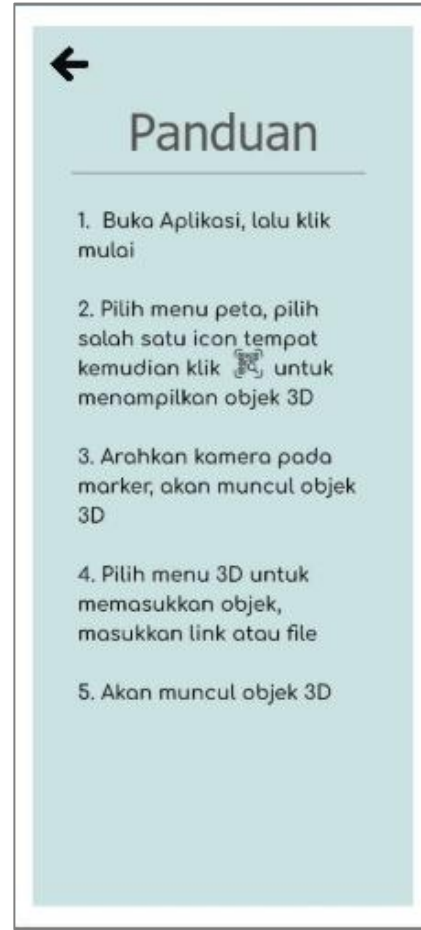 Panduan
1. Buka Aplikasi, lalu klik
mulai
2. Pilih menu peta, pilih
salah satu icon tempat
kemudian klik untuk
menampilkan objek 3D
3. Arahkan kamera pada
marker, akan muncul objek
3D
4. Pilih menu 3D untuk
memasukkan objek,
masukkan link atau file
5. Akan muncul objek 3D